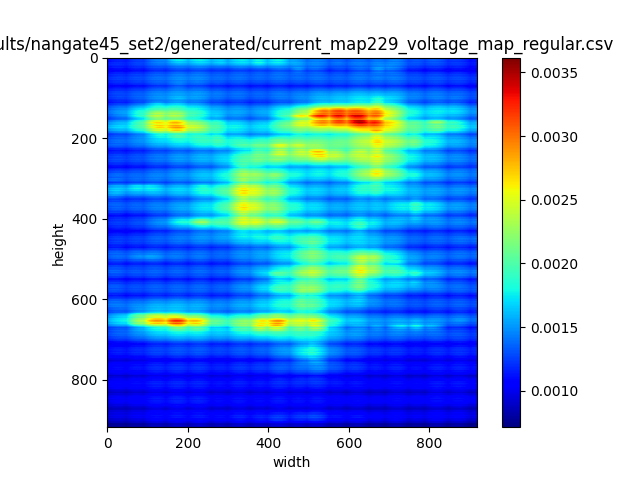 ults/nangate45_set2/generated/current_map229_voltage_map_regular.csv
0
200
400
600
800
height
0 200 400 600 800
width
0.0035
0.0030
0.0025
0.0020
0.0015
0.0010